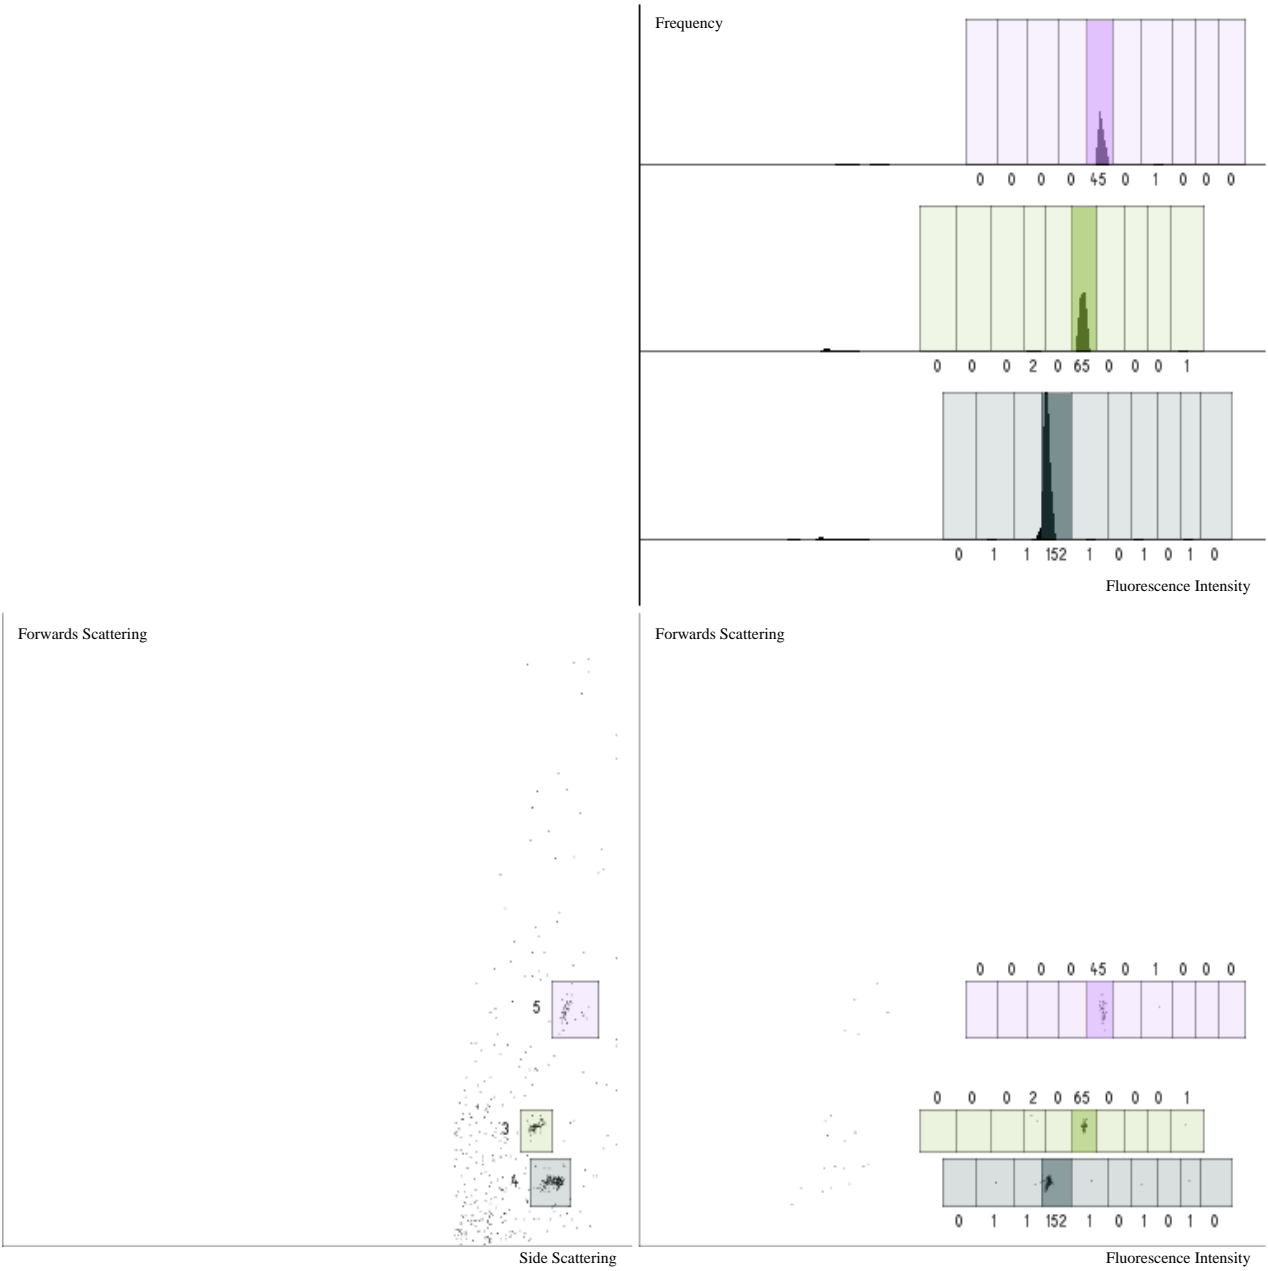 Frequency
0 0 0 0 45 0 1 0 0 0
0 0 0 2 0 65 0 0 0 1
0 1 1 152 1 0 1 0 1 0
Fluorescence Intensity
Forwards Scattering
5
3
4
Side Scattering
Forwards Scattering
0 0 0 0 45 0 1 0 0 0
0 0 0 2 0 65 0 0 0 1
0 1 1 152 1 0 1 0 1 0
Fluorescence Intensity